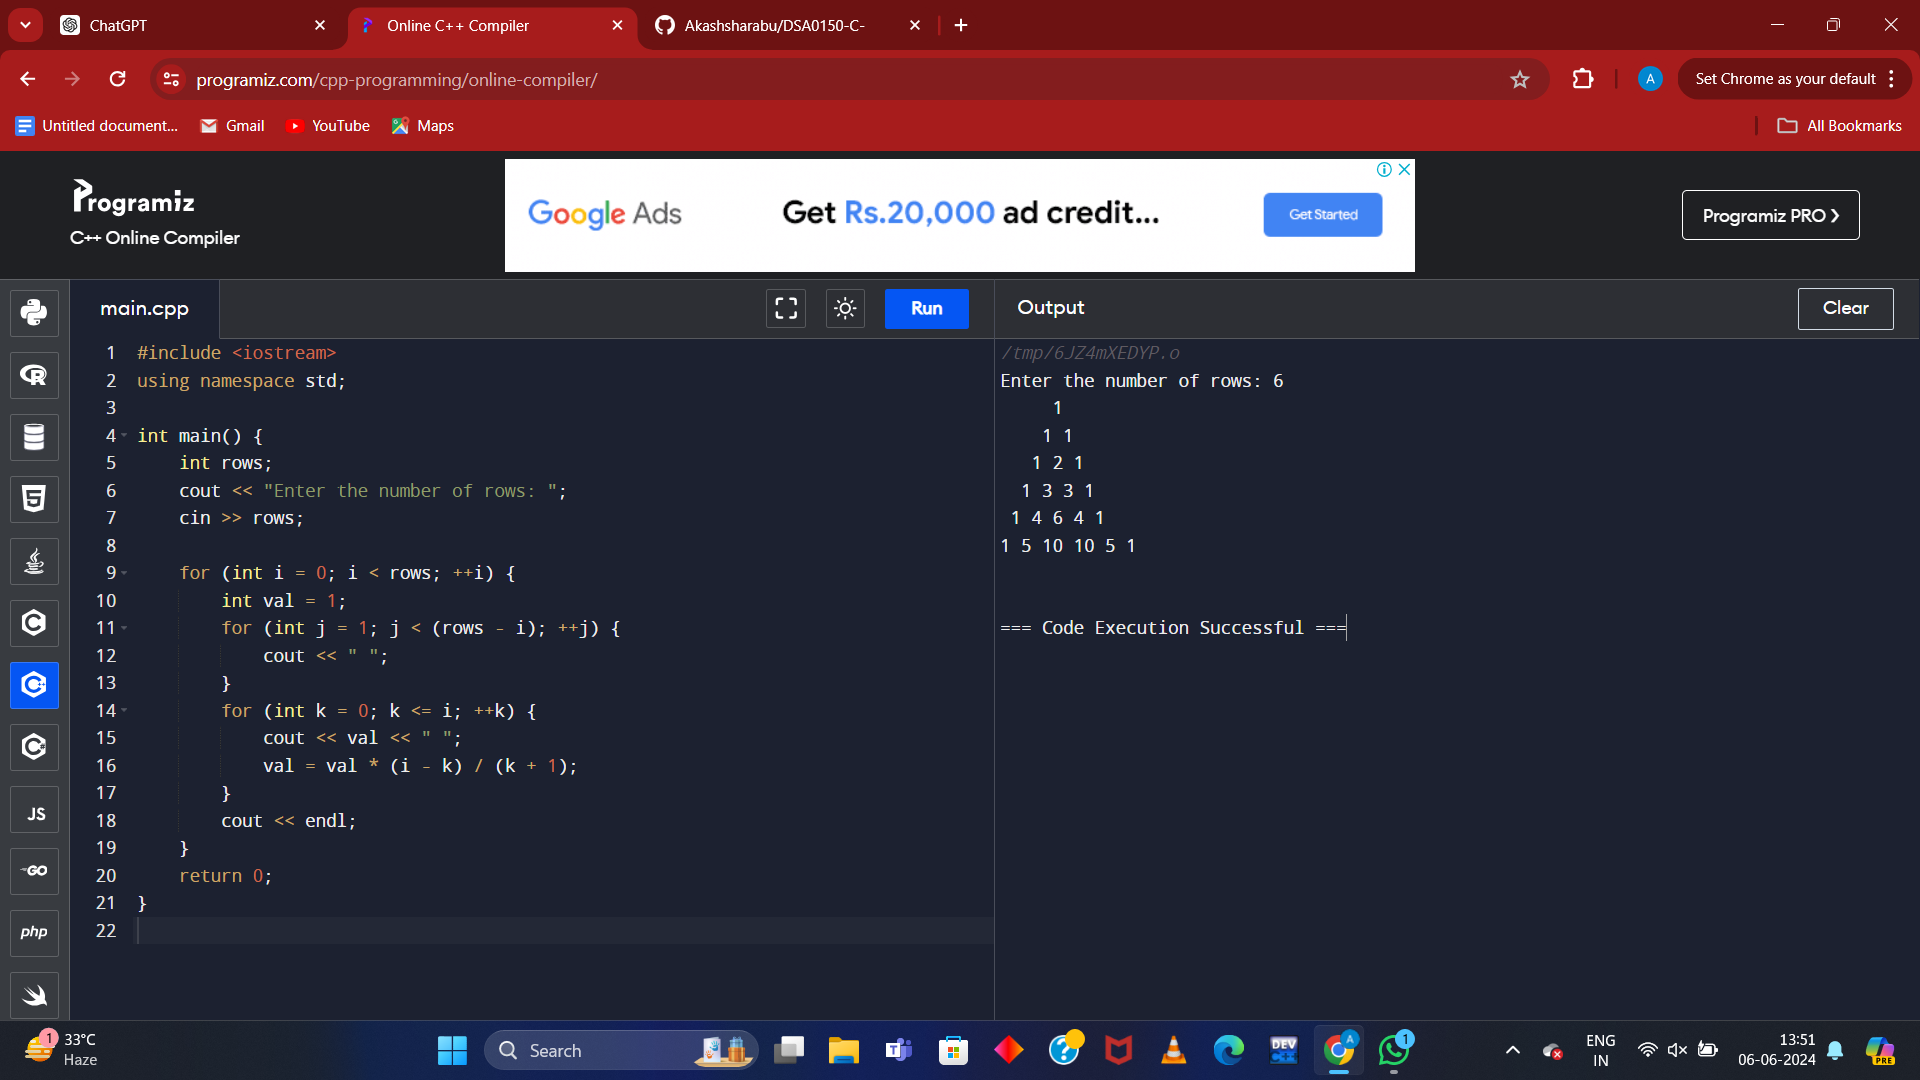 ChatGPT
Online C++ Compiler
Akashsharabu/DSA0150-C-
programiz.com/cpp-programming/online-compiler/
A
Set Chrome as your default
Untitled document...
Gmail
YouTube
Maps
All Bookmarks
Programiz
C++ Online Compiler
Google Ads
Get Rs.20,000 ad credit...
Get Started
Programiz PRO ❯
main.cpp
Run
Output
Clear
1 #include <iostream>
2 using namespace std;
3
4 int main() {
5     int rows;
6     cout << "Enter the number of rows: ";
7     cin >> rows;
8
9     for (int i = 0; i < rows; ++i) {
10         int val = 1;
11         for (int j = 1; j < (rows - i); ++j) {
12             cout << " ";
13         }
14         for (int k = 0; k <= i; ++k) {
15             cout << val << " ";
16             val = val * (i - k) / (k + 1);
17         }
18         cout << endl;
19     }
20     return 0;
21 }
22
/tmp/6JZ4mXEDYP.o
Enter the number of rows: 6
     1
    1 1
   1 2 1
  1 3 3 1
 1 4 6 4 1
1 5 10 10 5 1
=== Code Execution Successful ===
R
5
C
C
C
JS
GO
php
1
33°C
Haze
Search
DEV
C++
A
1
ENG
IN
13:51
06-06-2024
PRE